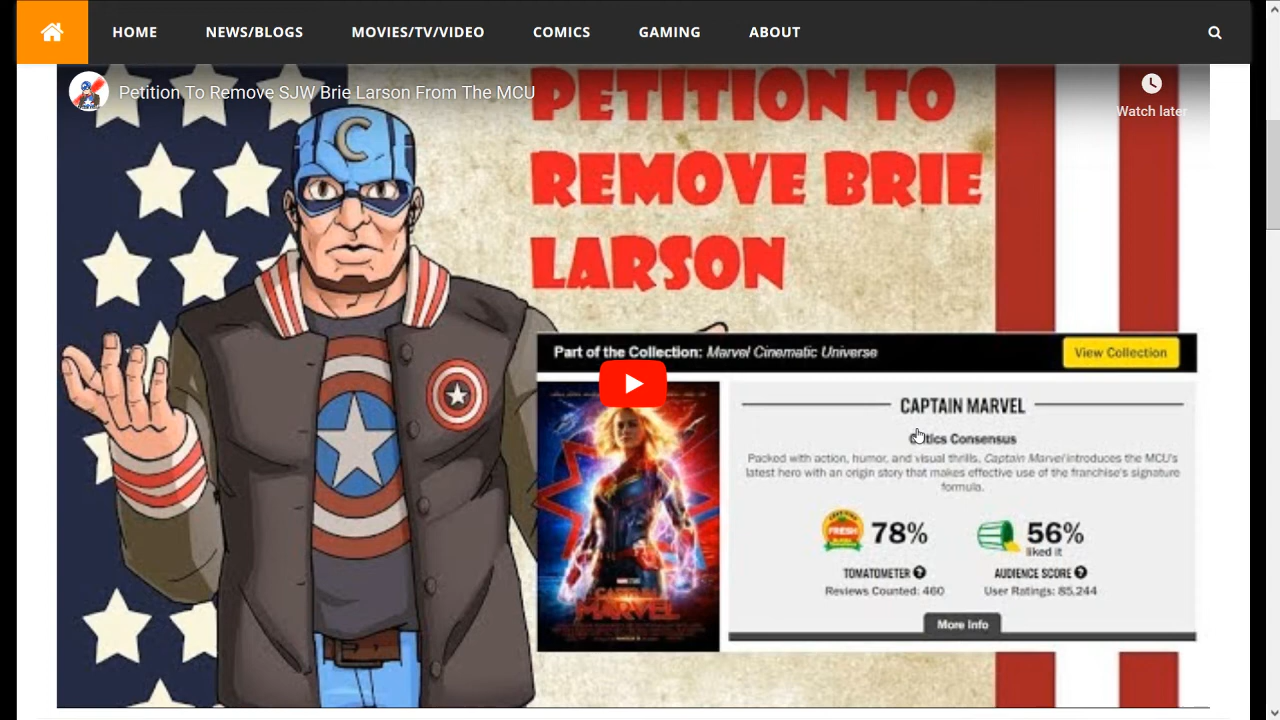 HOME NEWS/BLOGS MOVIES/TV/VIDEO COMICS GAMING ABOUT
Petition To Remove SJW Brie Larson From The MCU
Watch later
PETITION TO
REMOVE BRIE
LARSON
C
Part of the Collection: Marvel Cinematic Universe
View Collection
CAPTAIN MARVEL
Critics Consensus
Packed with action, humor, and visual thrills, Captain Marvel introduces the MCU's
latest hero with an origin story that makes effective use of the franchise's signature
formula.
FRESH
78%
56%
liked it
TOMATOMETER
AUDIENCE SCORE
Reviews Counted: 460
User Ratings: 85,244
More Info
CAPTAIN
MARVEL